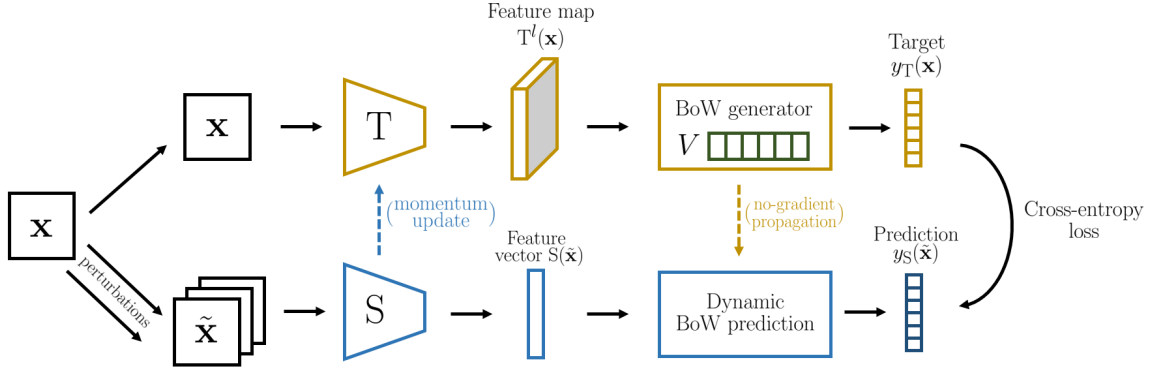 Feature map
T^l(x)
Target
y_T(x)
x
T
BoW generator
V
x
(momentum
update)
(no-gradient
propagation)
Cross-entropy
loss
perturbations
Feature
vector S(x̃)
Prediction
y_S(x̃)
x̃
S
Dynamic
BoW prediction